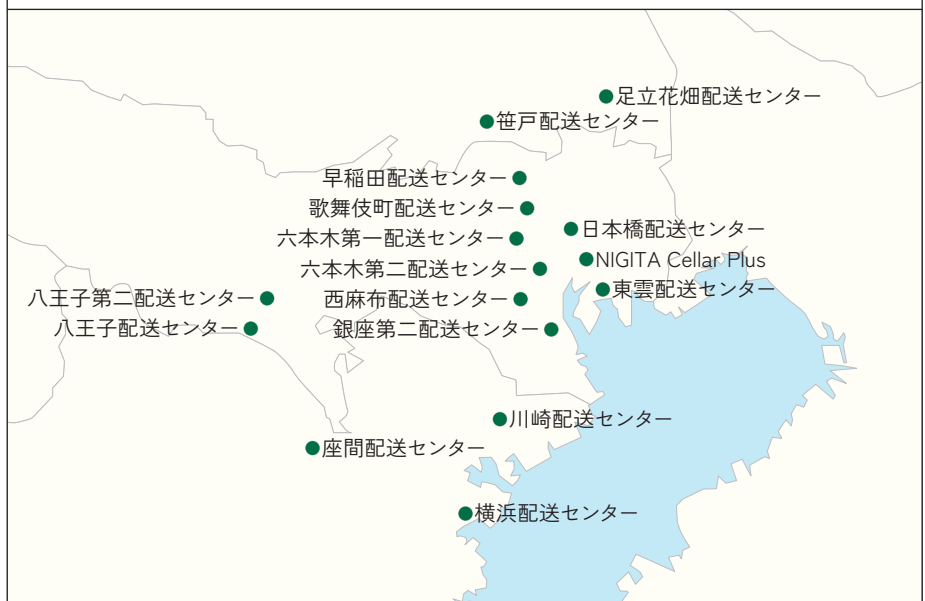 足立花畑配送センター
笹戸配送センター
早稲田配送センター
歌舞伎町配送センター
日本橋配送センター
六本木第一配送センター
NIGITA Cellar Plus
六本木第二配送センター
東雲配送センター
八王子第二配送センター
西麻布配送センター
八王子配送センター
銀座第二配送センター
川崎配送センター
座間配送センター
横浜配送センター